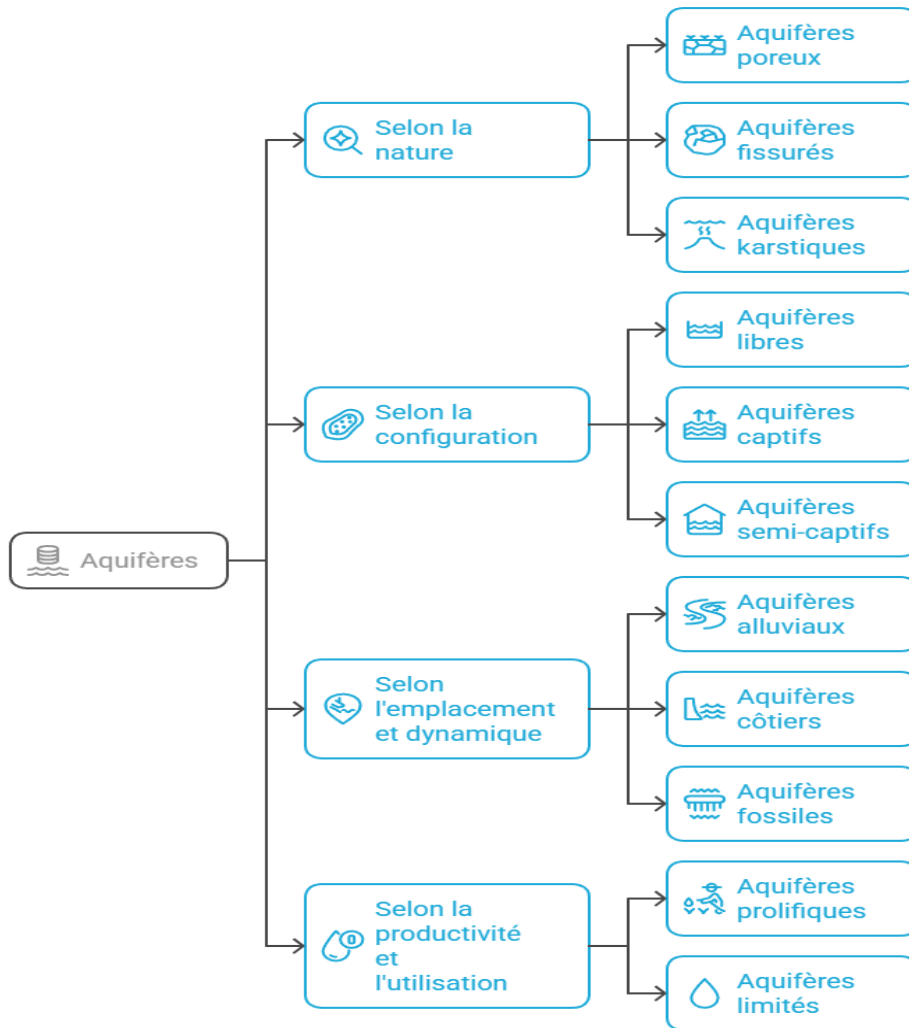 Aquifères
Selon la
nature
Aquifères
poreux
Aquifères
fissurés
Aquifères
karstiques
Selon la
configuration
Aquifères
libres
Aquifères
captifs
Aquifères
semi-captifs
Selon
l'emplacement
et dynamique
Aquifères
alluviaux
Aquifères
côtiers
Aquifères
fossiles
Selon la
productivité
et
l'utilisation
Aquifères
prolifiques
Aquifères
limités